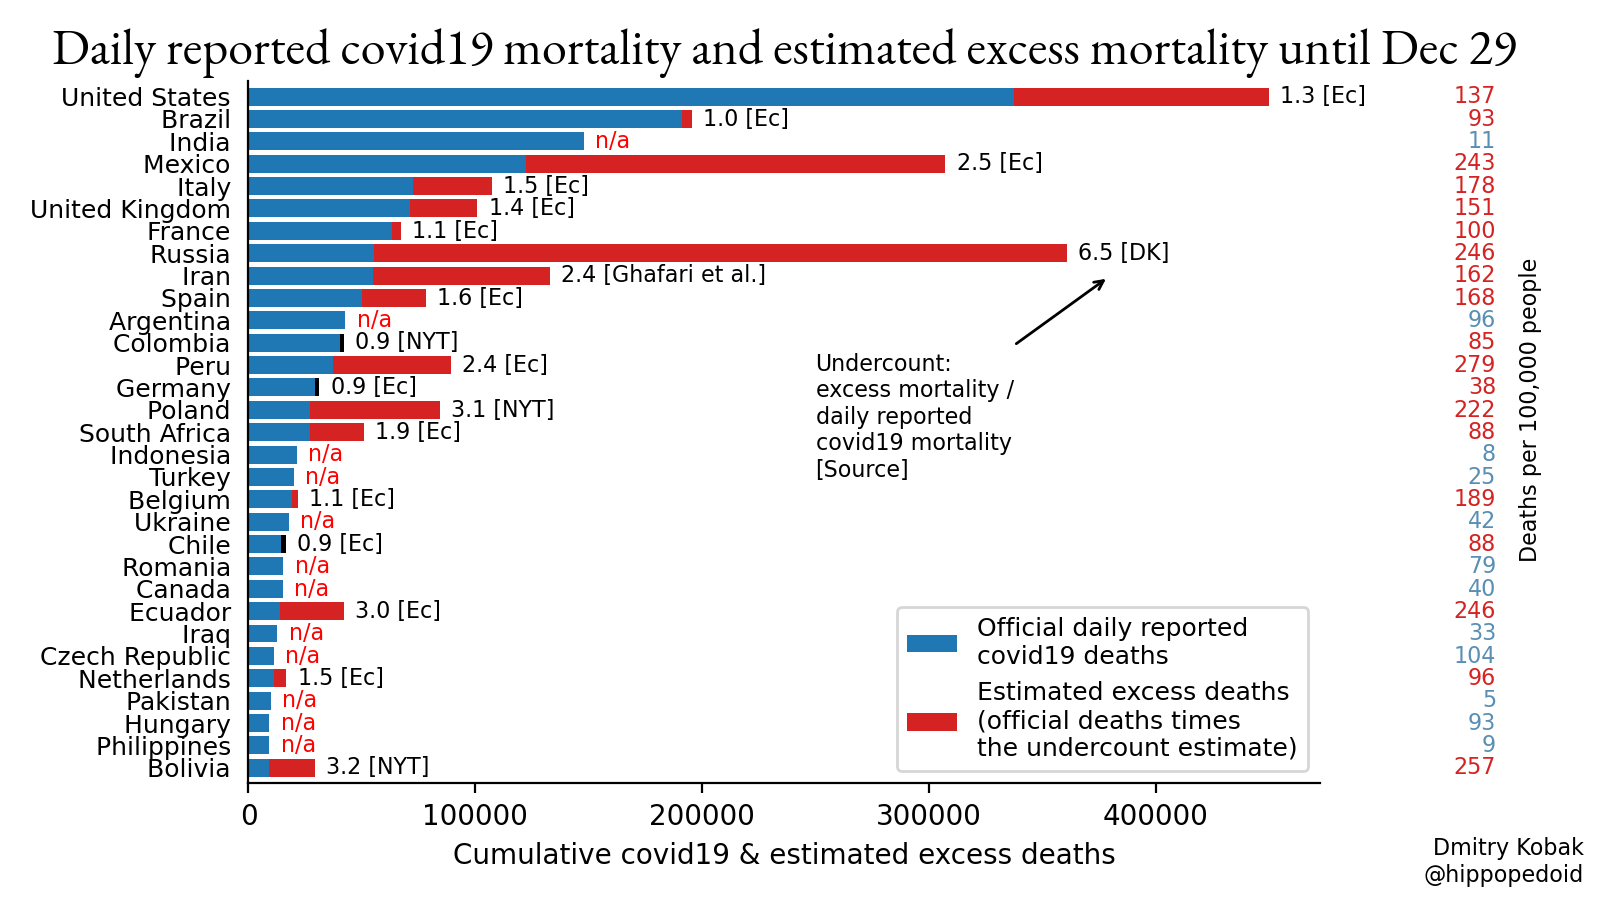 Daily reported covid19 mortality and estimated excess mortality until Dec 29
United States 1.3 [Ec] 137
Brazil 1.0 [Ec] 93
India n/a 11
Mexico 2.5 [Ec] 243
Italy 1.5 [Ec] 178
United Kingdom 1.4 [Ec] 151
France 1.1 [Ec] 100
Russia 6.5 [DK] 246
Iran 2.4 [Ghafari et al.] 162
Spain 1.6 [Ec] 168
Argentina n/a 96
Colombia 0.9 [NYT] 85
Peru 2.4 [Ec] 279
Germany 0.9 [Ec] 38
Poland 3.1 [NYT] 222
South Africa 1.9 [Ec] 88
Indonesia n/a 8
Turkey n/a 25
Belgium 1.1 [Ec] 189
Ukraine n/a 42
Chile 0.9 [Ec] 88
Romania n/a 79
Canada n/a 40
Ecuador 3.0 [Ec] 246
Iraq n/a 33
Czech Republic n/a 104
Netherlands 1.5 [Ec] 96
Pakistan n/a 5
Hungary n/a 93
Philippines n/a 9
Bolivia 3.2 [NYT] 257
Undercount:
excess mortality /
daily reported
covid19 mortality
[Source]
Deaths per 100,000 people
Official daily reported
covid19 deaths
Estimated excess deaths
(official deaths times
the undercount estimate)
0 100000 200000 300000 400000
Cumulative covid19 & estimated excess deaths
Dmitry Kobak
@hippopedoid